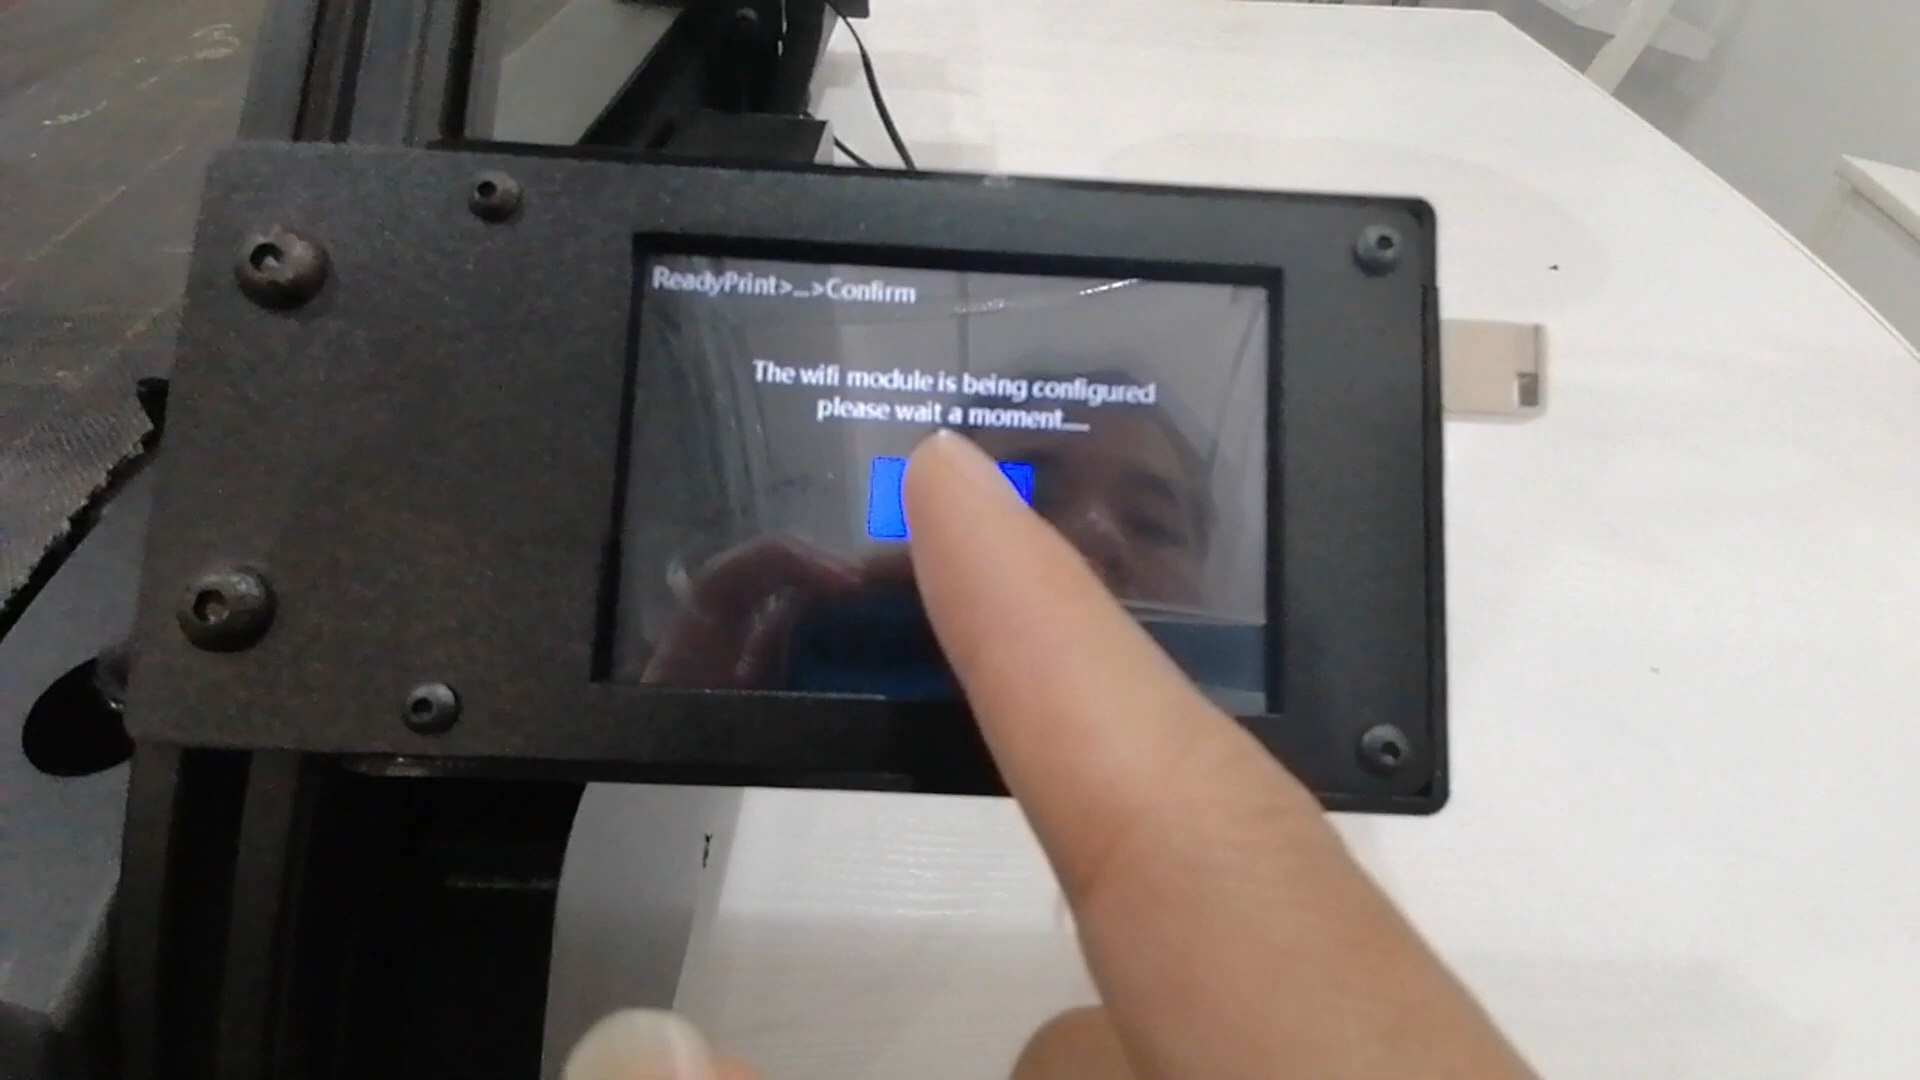 ReadyPrint>...>Confirm
The wifi module is being configured
please wait a moment.....